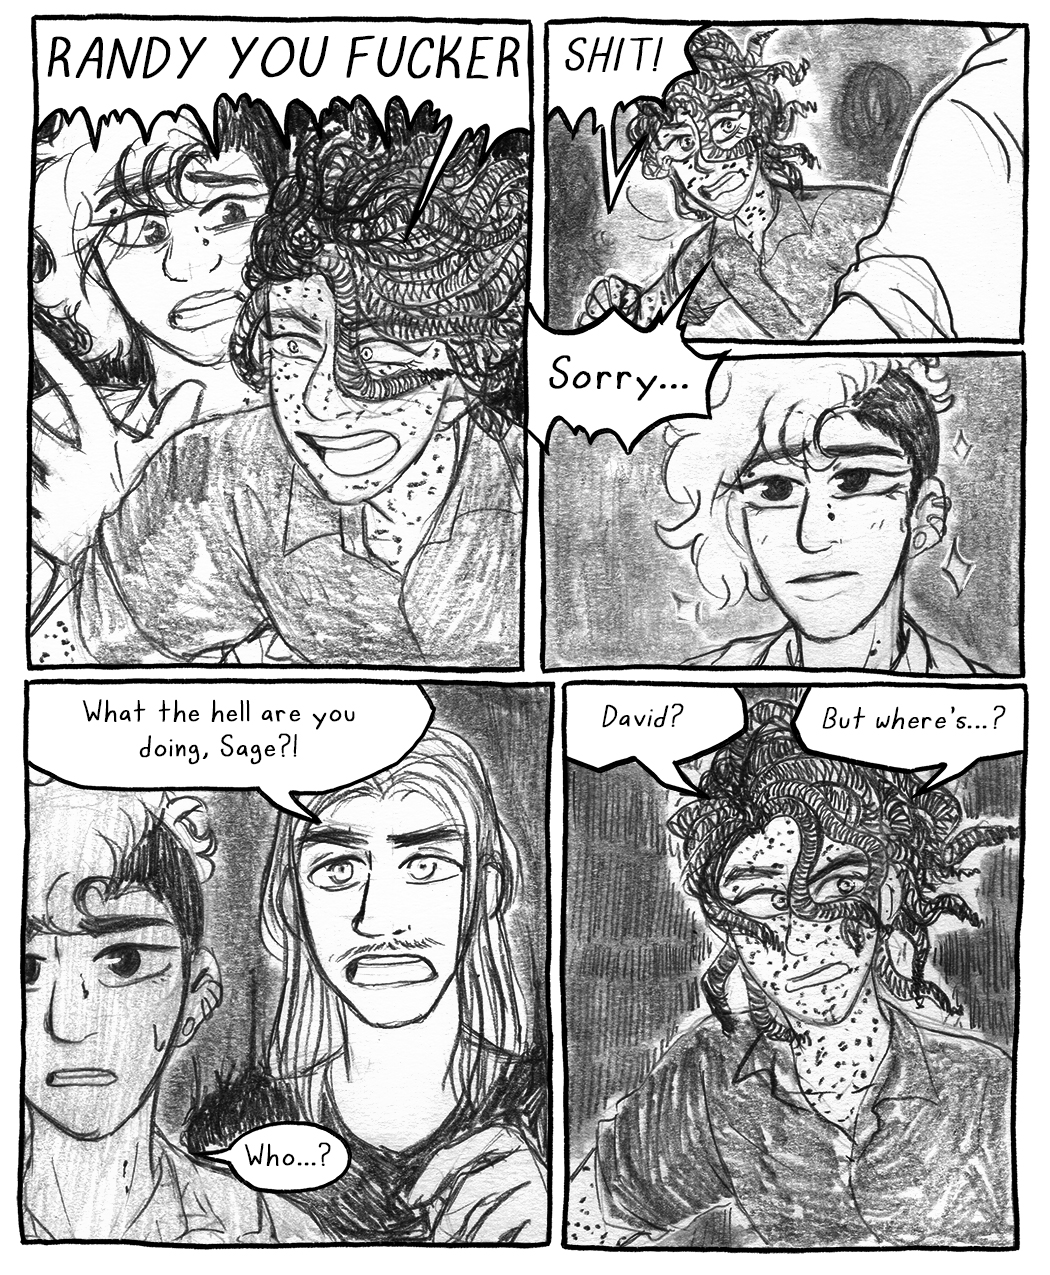 RANDY YOU FUCKER
SHIT!
Sorry...
What the hell are you
doing, Sage?!
Who...?
David?
But where's...?